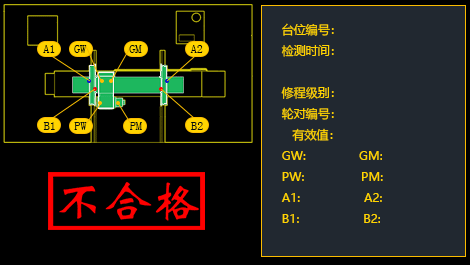 A1 GW GM A2
B1 PW PM B2
不合格
台位编号:
检测时间:
修程级别:
轮对编号:
有效值:
GW: GM:
PW: PM:
A1: A2:
B1: B2: